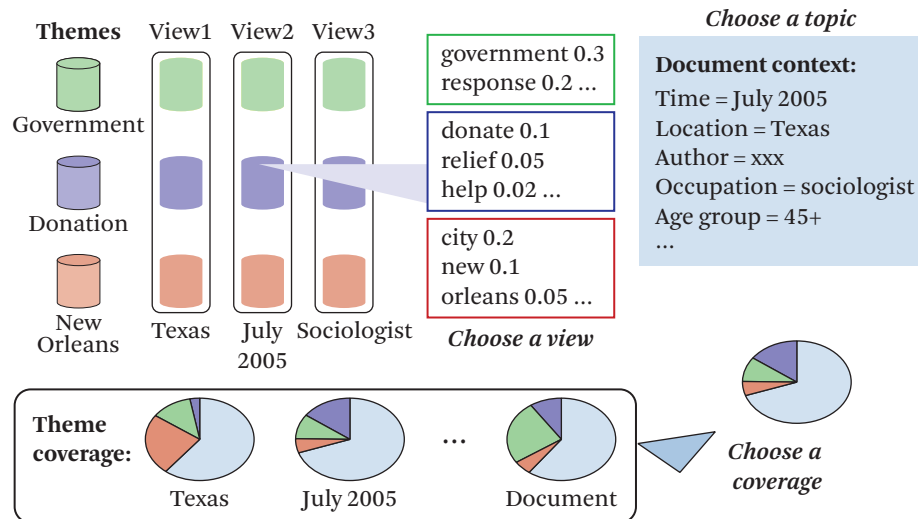 Themes
View1 View2 View3
Government
Donation
New
Orleans
Texas
July
2005
Sociologist
government 0.3
response 0.2 ...
donate 0.1
relief 0.05
help 0.02 ...
city 0.2
new 0.1
orleans 0.05 ...
Choose a view
Choose a topic
Document context:
Time = July 2005
Location = Texas
Author = xxx
Occupation = sociologist
Age group = 45+
...
Theme
coverage:
Texas
July 2005
...
Document
Choose a
coverage